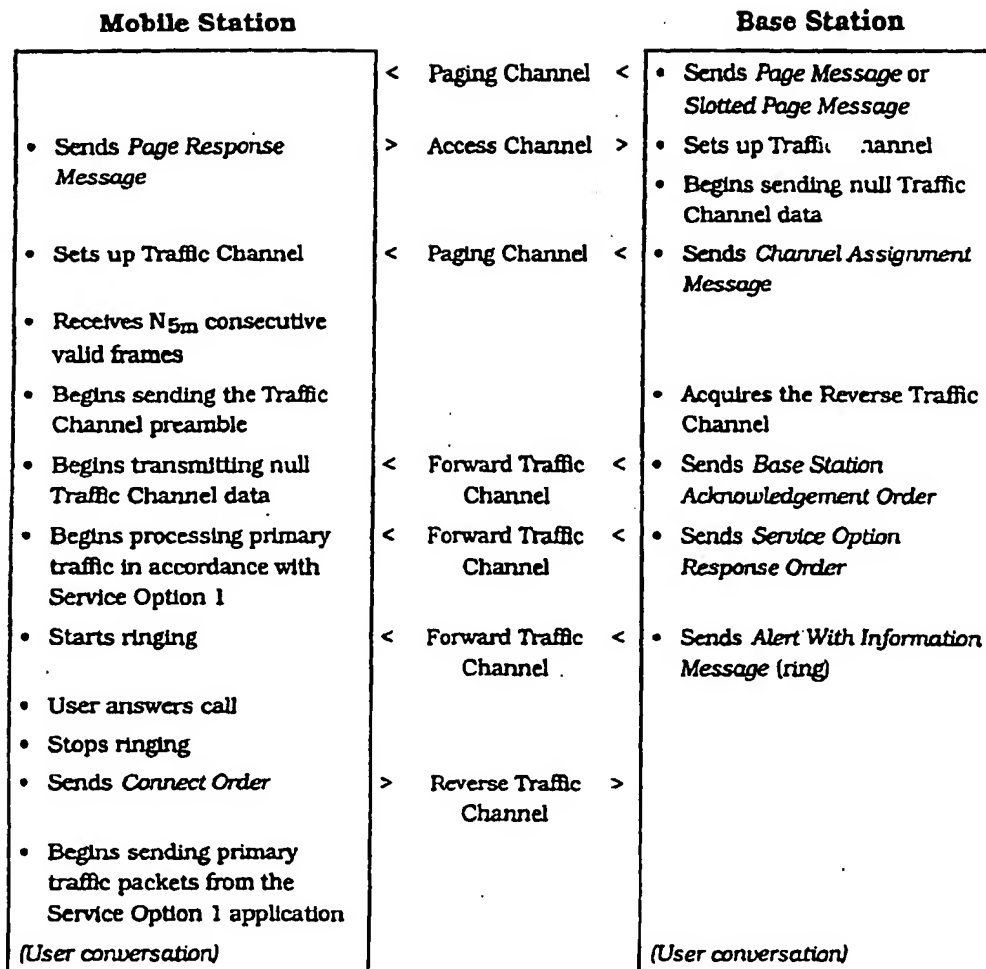 Mobile Station Base Station
< Paging Channel < • Sends Page Message or
Slotted Page Message
• Sends Page Response > Access Channel > • Sets up Traffic
Message
• Begins sending null Traffic
Channel data
• Sets up Traffic Channel < Paging Channel < • Sends Channel Assignment
Message
• Receives N5m consecutive
valid frames
• Begins sending the Traffic • Acquires the Reverse Traffic
Channel preamble Channel
• Begins transmitting null < Forward Traffic < • Sends Base Station
Traffic Channel data Channel Acknowledgement Order
• Begins processing primary < Forward Traffic < • Sends Service Option
traffic in accordance with Channel Response Order
Service Option 1
• Starts ringing < Forward Traffic < • Sends Alert With Information
Channel Message (ring)
• User answers call
• Stops ringing
• Sends Connect Order > Reverse Traffic >
Channel
• Begins sending primary
traffic packets from the
Service Option 1 application
(User conversation) (User conversation)